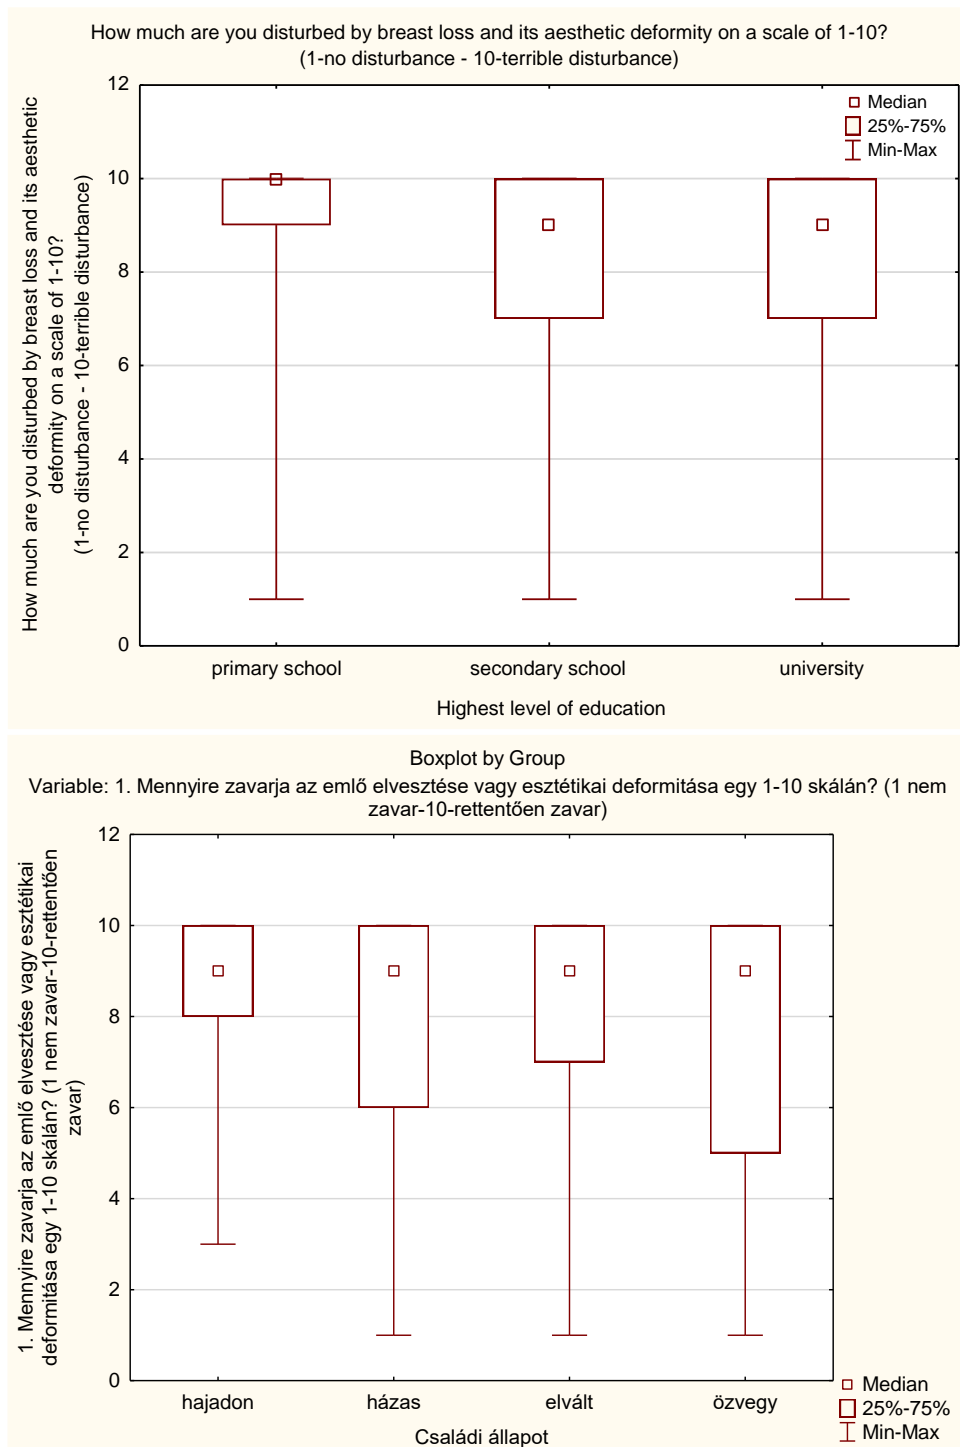 How much are you disturbed by breast loss and its aesthetic deformity on a scale of 1-10?
(1-no disturbance - 10-terrible disturbance)
How much are you disturbed by breast loss and its aesthetic
deformity on a scale of 1-10?
(1-no disturbance - 10-terrible disturbance)
12
10
8
6
4
2
0
Median
25%-75%
Min-Max
primary school
secondary school
university
Highest level of education
Boxplot by Group
Variable: 1. Mennyire zavarja az emlő elvesztése vagy esztétikai deformitása egy 1-10 skálán? (1 nem
zavar-10-rettentően zavar)
1. Mennyire zavarja az emlő elvesztése vagy esztétikai
deformitása egy 1-10 skálán? (1 nem zavar-10-rettentően
zavar)
12
10
8
6
4
2
0
hajadon
házas
elvált
özvegy
Családi állapot
Median
25%-75%
Min-Max